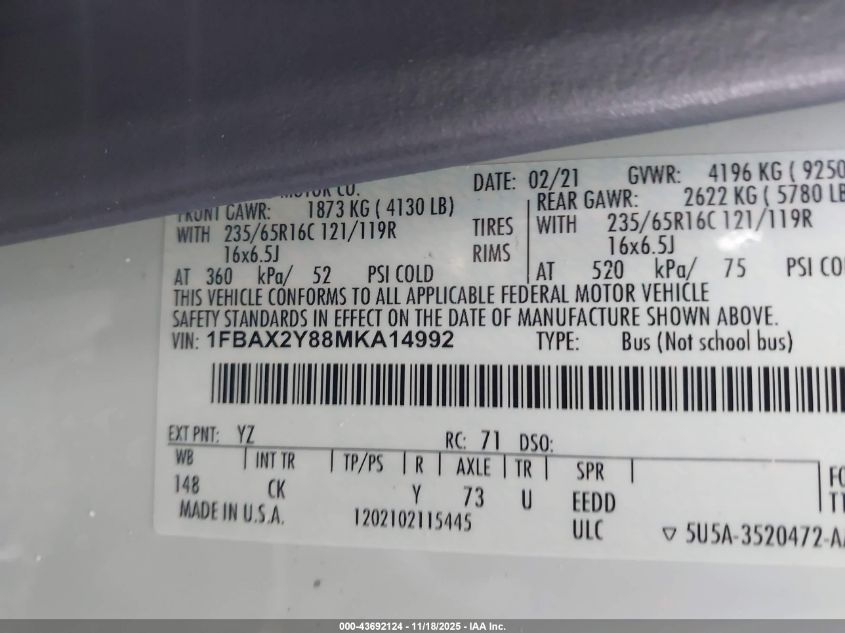 MOTOR CO. DATE: 02/21 GVWR: 4196 KG ( 9250
FRONT GAWR: 1873 KG ( 4130 LB) REAR GAWR: 2622 KG ( 5780 LB
WITH 235/65R16C 121/119R TIRES WITH 235/65R16C 121/119R
16x6.5J RIMS 16x6.5J
AT 360 kPa/ 52 PSI COLD AT 520 kPa/ 75 PSI CO
THIS VEHICLE CONFORMS TO ALL APPLICABLE FEDERAL MOTOR VEHICLE
SAFETY STANDARDS IN EFFECT ON THE DATE OF MANUFACTURE SHOWN ABOVE.
VIN: 1FBAX2Y88MKA14992 TYPE: Bus (Not school bus)
EXT PNT: YZ RC: 71 DSO:
WB INT TR TP/PS R AXLE TR SPR
148 CK Y 73 U EEDD
MADE IN U.S.A. 1202102115445 ULC ▽ 5U5A-3520472-A
000-43692124 - 11/18/2025 - IAA Inc.